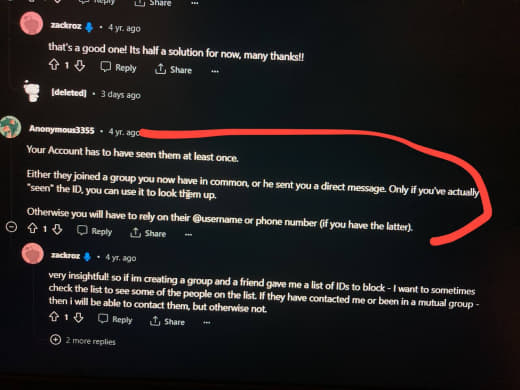 Reply
Share
...
zackroz • 4 yr. ago
that's a good one! Its half a solution for now, many thanks!!
1 Reply Share ...
[deleted] • 3 days ago
Anonymous3355 • 4 yr. ago
Your Account has to have seen them at least once.
Either they joined a group you now have in common, or he sent you a direct message. Only if you've actually
"seen" the ID, you can use it to look them up.
Otherwise you will have to rely on their @username or phone number (if you have the latter).
1 Reply Share ...
zackroz • 4 yr. ago
very insightful! so if im creating a group and a friend gave me a list of IDs to block - I want to sometimes
check the list to see some of the people on the list. If they have contacted me or been in a mutual group -
then i will be able to contact them, but otherwise not.
1 Reply Share ...
2 more replies